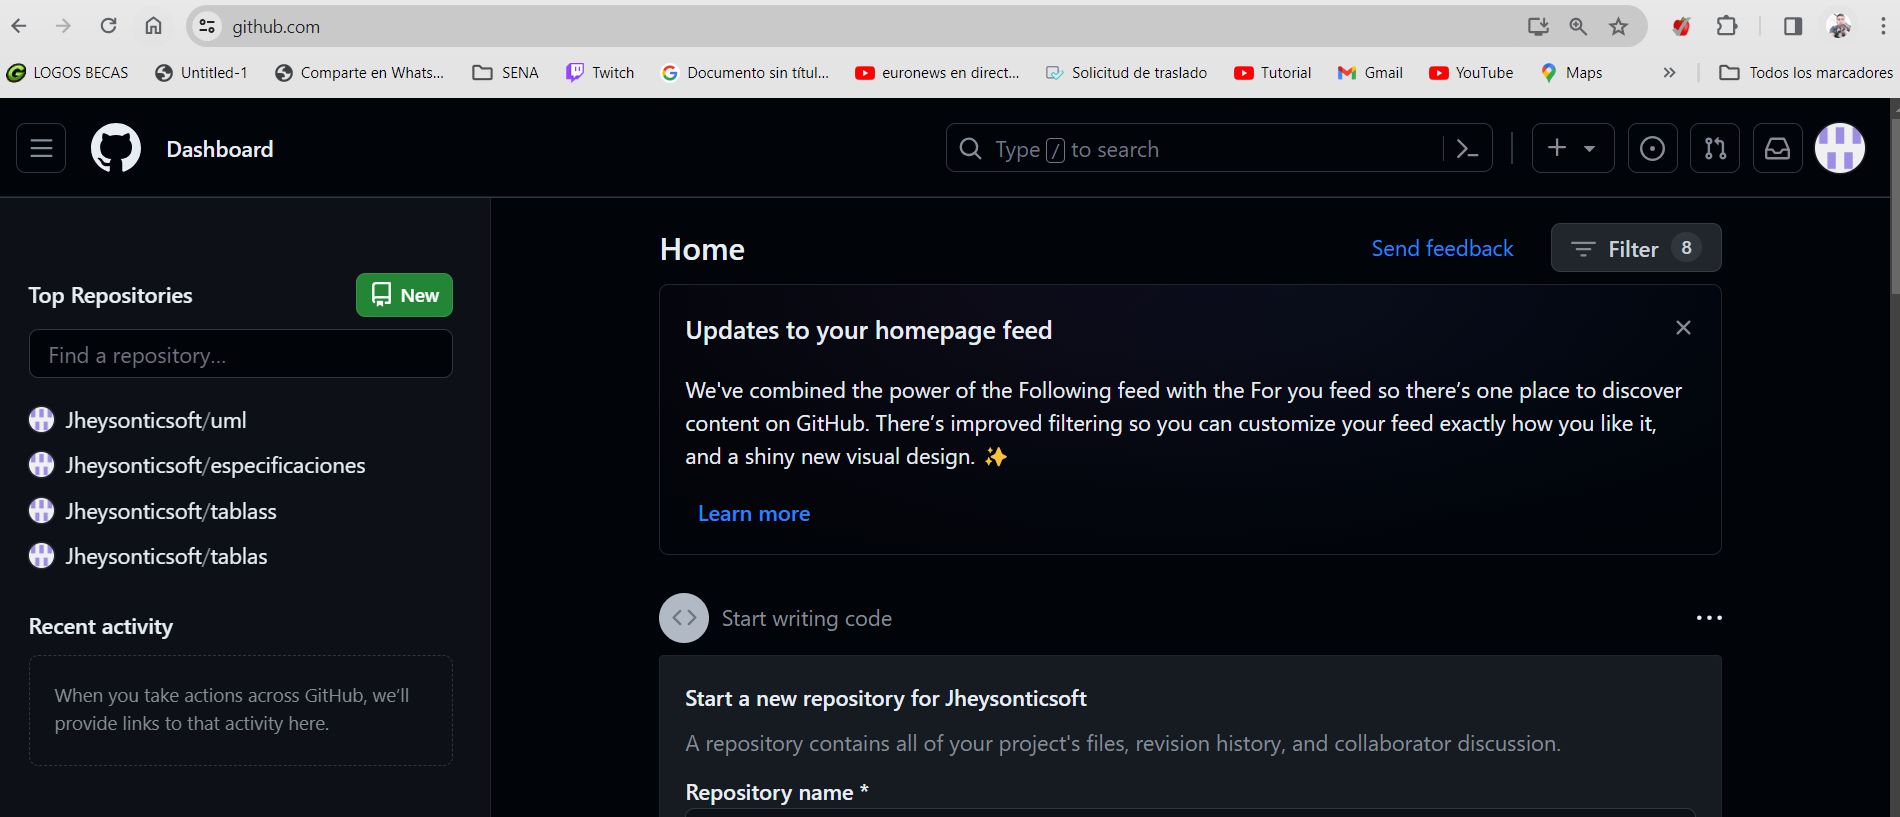 github.com
LOGOS BECAS Untitled-1 Comparte en Whats... SENA Twitch Documento sin títul... euronews en direct... Solicitud de traslado Tutorial Gmail YouTube Maps » Todos los marcadores
Dashboard
Type / to search
Home
Send feedback
Filter 8
Top Repositories
New
Find a repository...
Jheysonticsoft/uml
Jheysonticsoft/especificaciones
Jheysonticsoft/tablass
Jheysonticsoft/tablas
Recent activity
When you take actions across GitHub, we’ll
provide links to that activity here.
Updates to your homepage feed
We've combined the power of the Following feed with the For you feed so there’s one place to discover
content on GitHub. There’s improved filtering so you can customize your feed exactly how you like it,
and a shiny new visual design. ✨
Learn more
Start writing code
Start a new repository for Jheysonticsoft
A repository contains all of your project's files, revision history, and collaborator discussion.
Repository name *